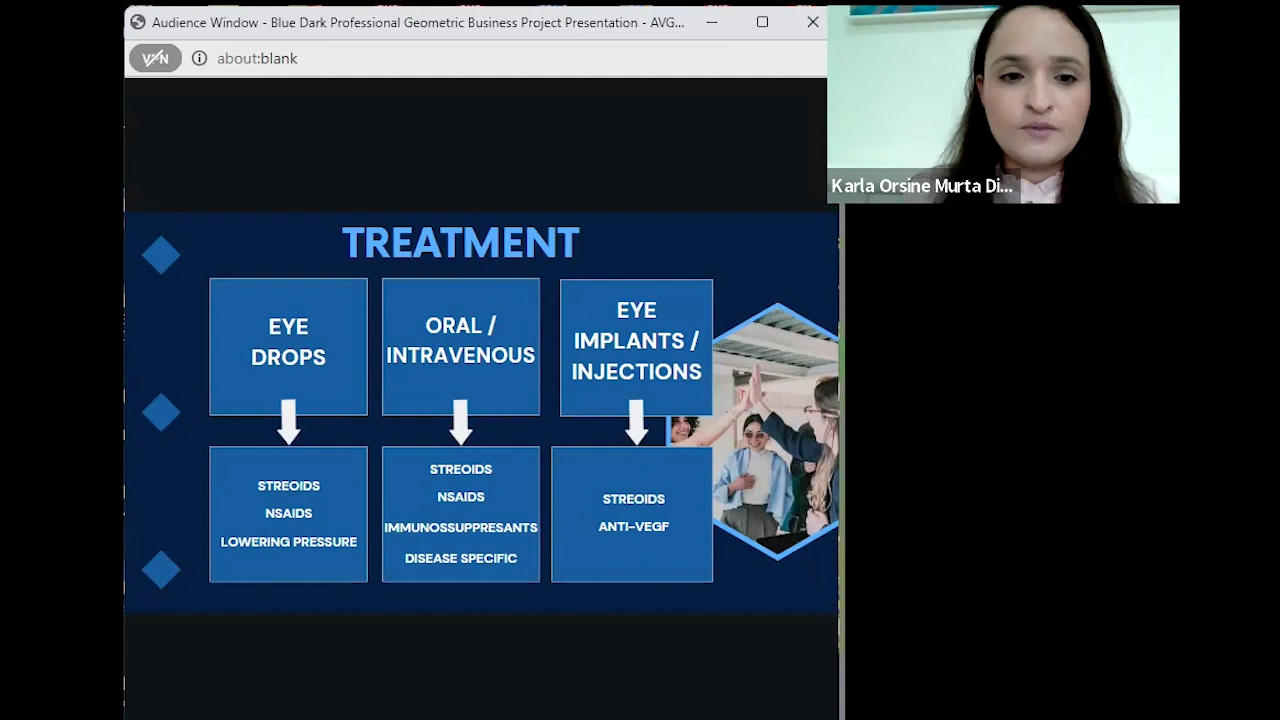 Audience Window - Blue Dark Professional Geometric Business Project Presentation - AVG...
VPN
about:blank
Karla Orsine Murta Di...
TREATMENT
EYE
DROPS
ORAL /
INTRAVENOUS
EYE
IMPLANTS /
INJECTIONS
STREOIDS
NSAIDS
LOWERING PRESSURE
STREOIDS
NSAIDS
IMMUNOSSUPPRESANTS
DISEASE SPECIFIC
STREOIDS
ANTI-VEGF